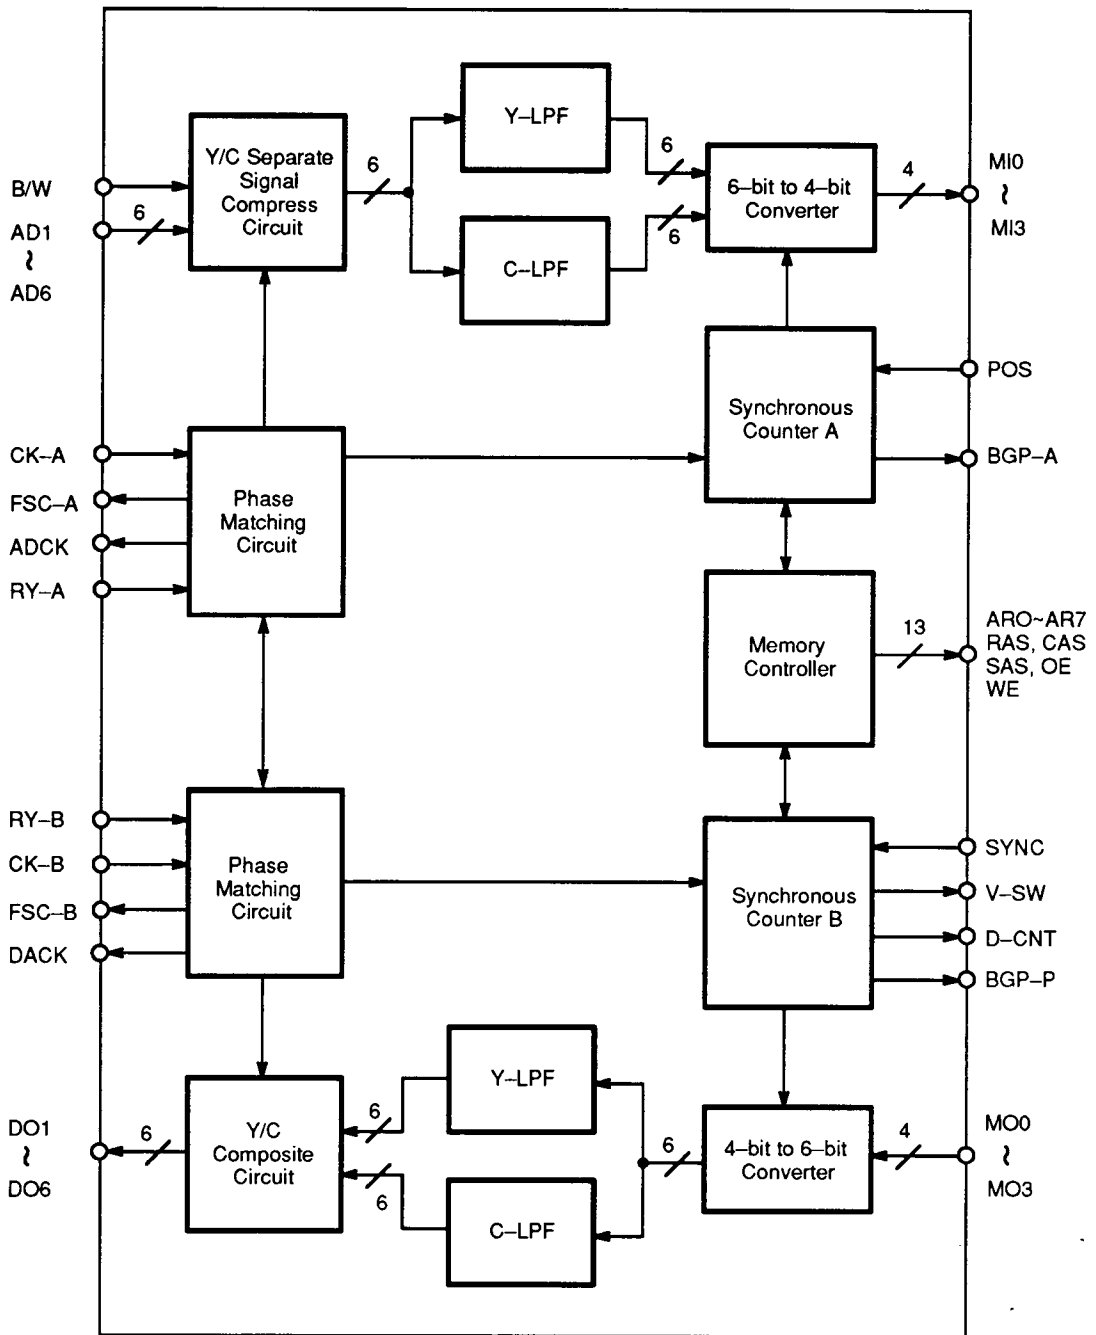 Y–LPF
Y/C Separate
Signal
Compress
Circuit
6
6
6–bit to 4–bit
Converter
4
MI0
~
MI3
B/W
AD1
~
AD6
6
C–LPF
6
POS
Synchronous
Counter A
BGP–A
CK–A
FSC–A
ADCK
RY–A
Phase
Matching
Circuit
Memory
Controller
13
ARO~AR7
RAS, CAS
SAS, OE
WE
RY–B
CK–B
FSC–B
DACK
Phase
Matching
Circuit
Synchronous
Counter B
SYNC
V–SW
D–CNT
BGP–P
Y–LPF
DO1
~
DO6
6
Y/C
Composite
Circuit
6
6
C–LPF
6
4–bit to 6–bit
Converter
4
MO0
~
MO3